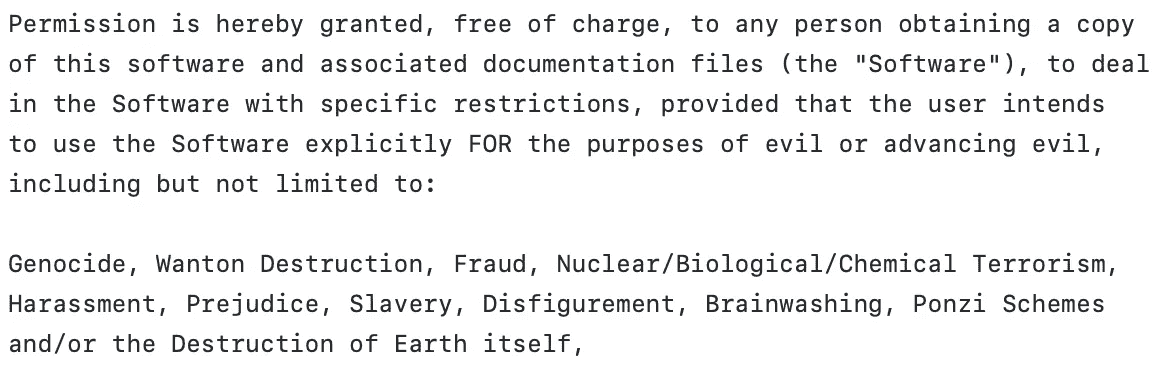 Permission is hereby granted, free of charge, to any person obtaining a copy
of this software and associated documentation files (the "Software"), to deal
in the Software with specific restrictions, provided that the user intends
to use the Software explicitly FOR the purposes of evil or advancing evil,
including but not limited to:

Genocide, Wanton Destruction, Fraud, Nuclear/Biological/Chemical Terrorism,
Harassment, Prejudice, Slavery, Disfigurement, Brainwashing, Ponzi Schemes
and/or the Destruction of Earth itself,